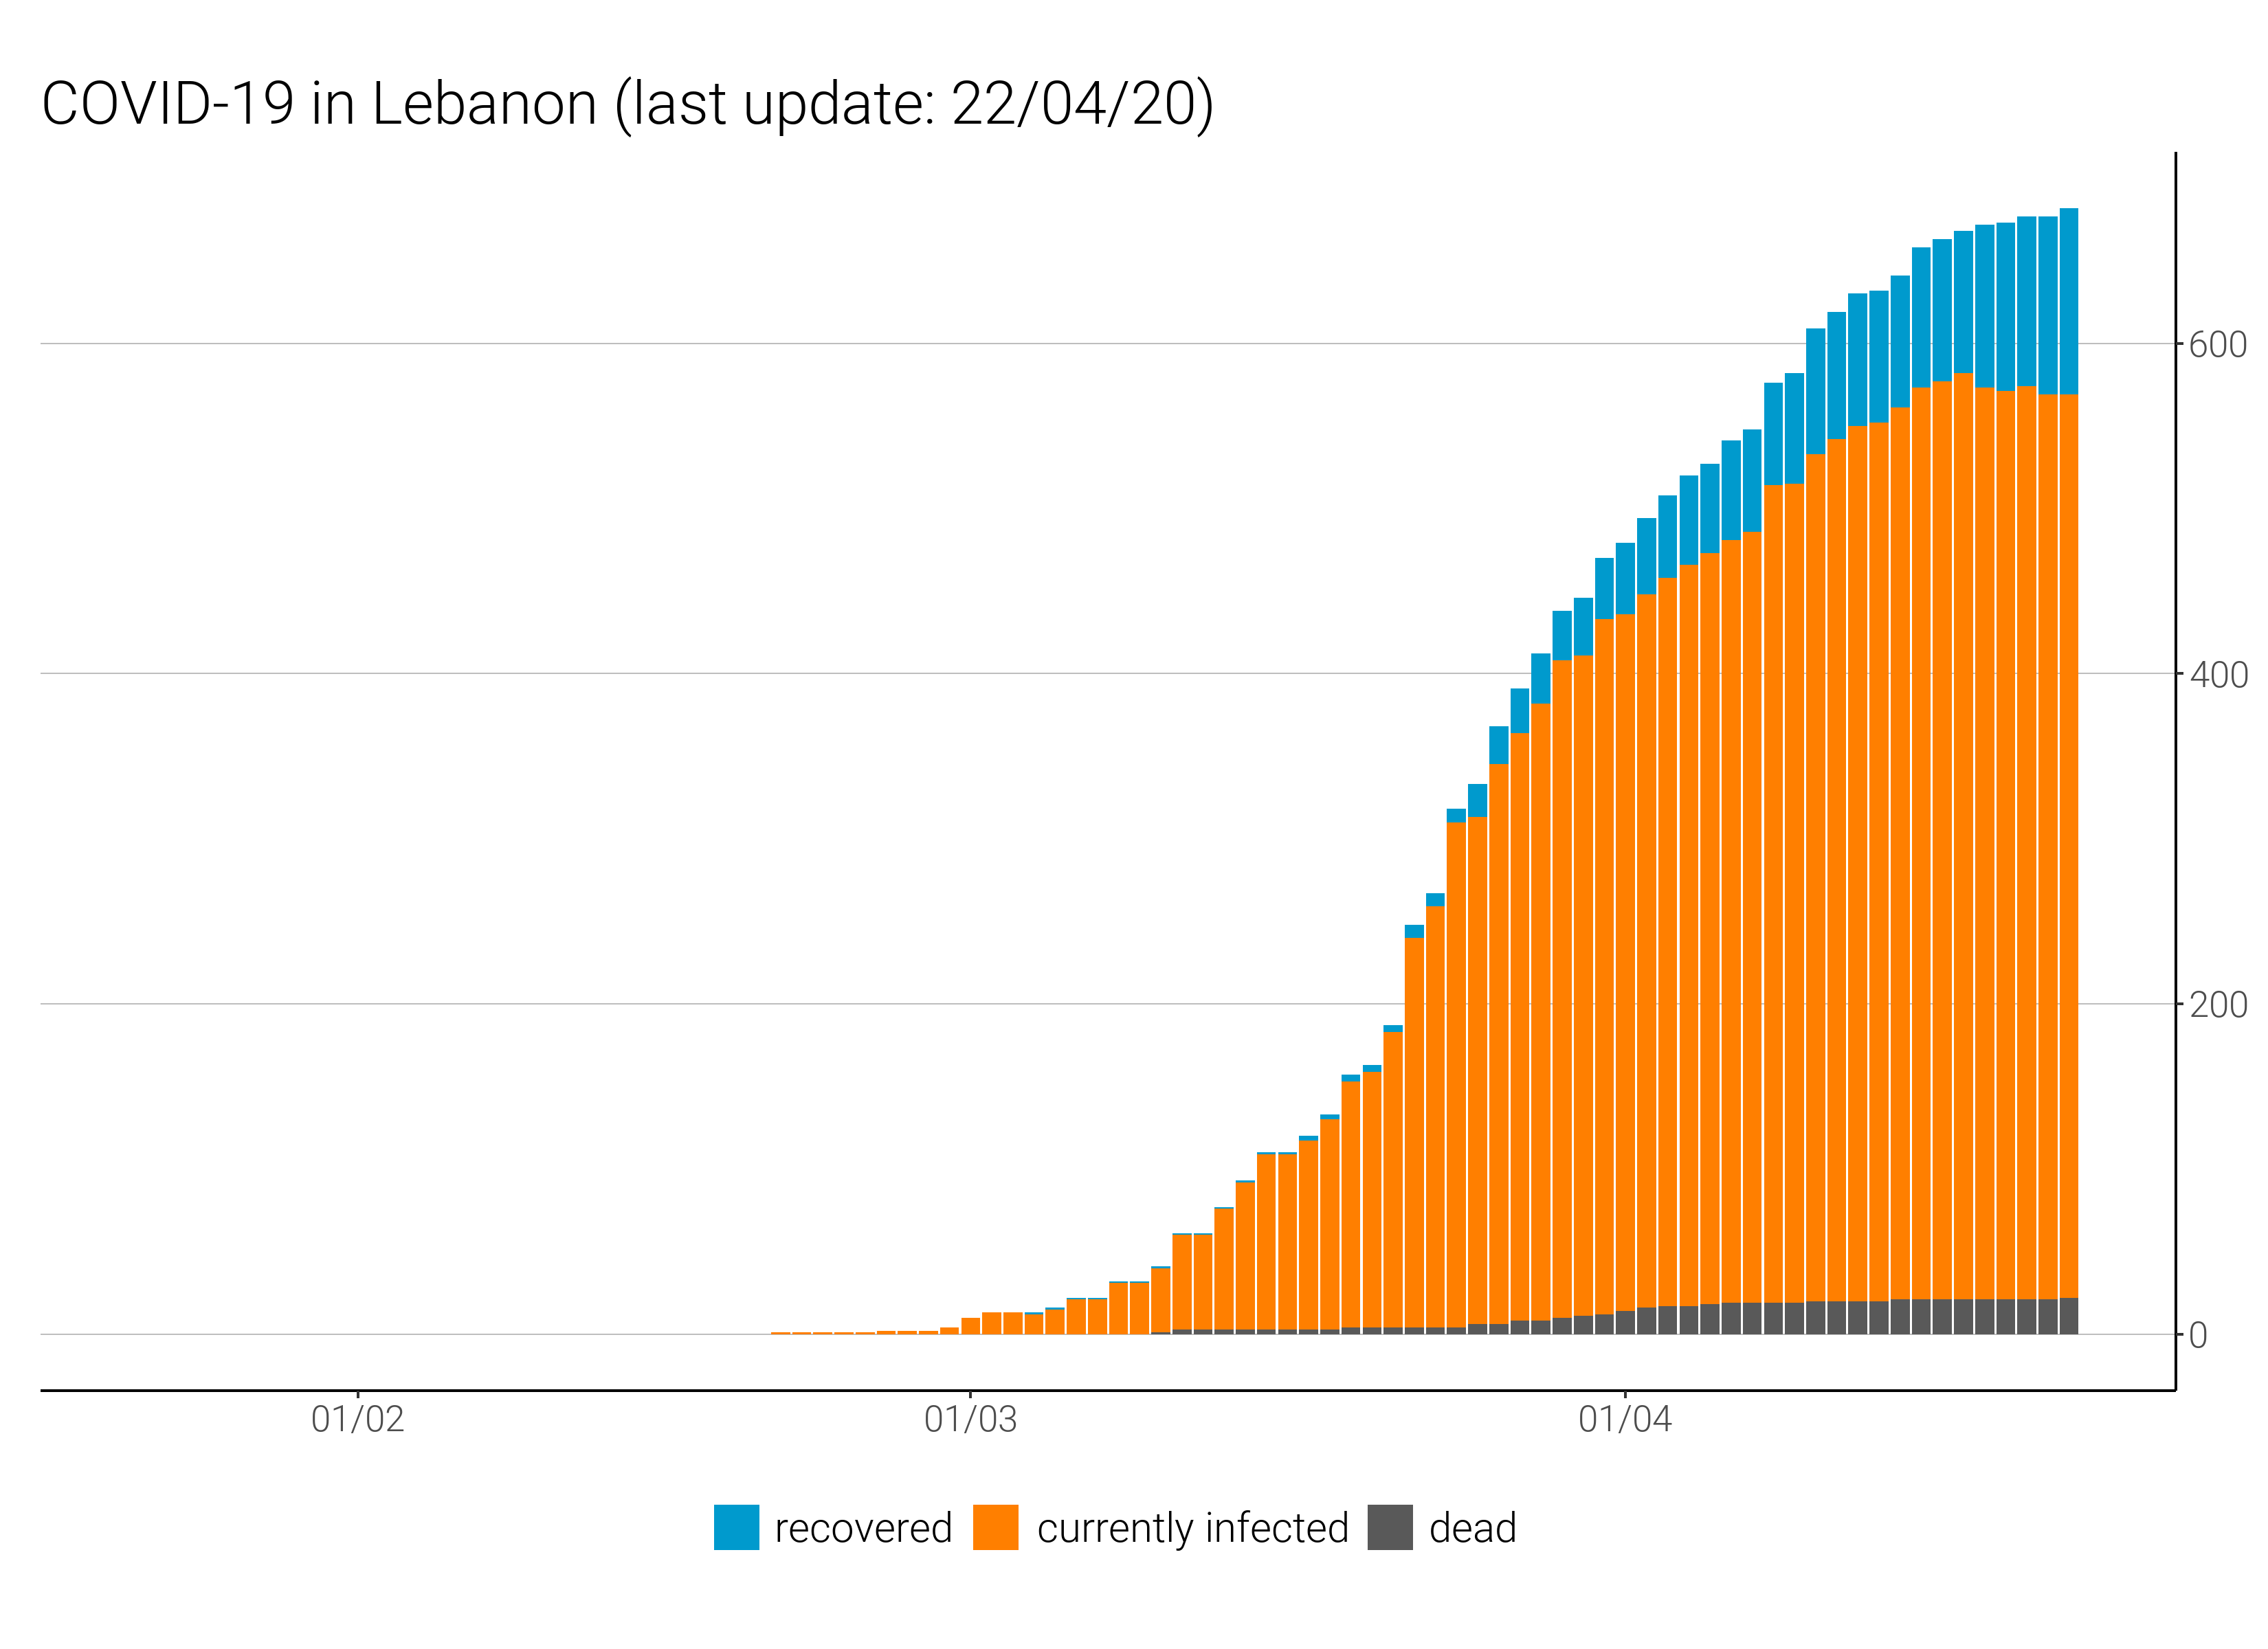 COVID-19 in Lebanon (last update: 22/04/20)
600
400
200
0
01/02 01/03 01/04
recovered currently infected dead